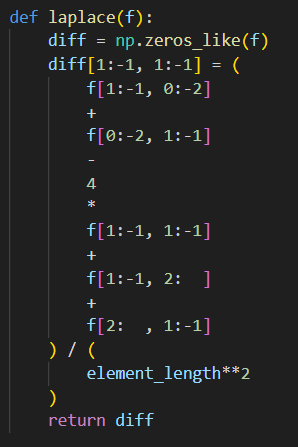 def laplace(f):
    diff = np.zeros_like(f)
    diff[1:-1, 1:-1] = (
        f[1:-1, 0:-2]
        +
        f[0:-2, 1:-1]
        -
        4
        *
        f[1:-1, 1:-1]
        +
        f[1:-1, 2:  ]
        +
        f[2:  , 1:-1]
    ) / (
        element_length**2
    )
    return diff